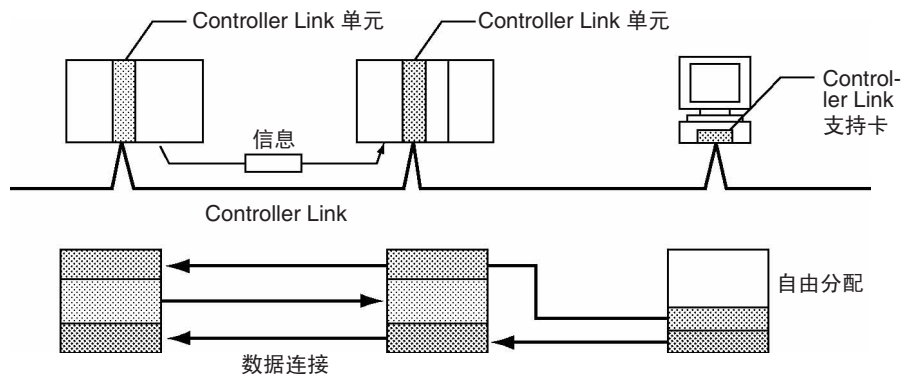 Controller Link 单元
Controller Link 单元
Control-
ler Link
支持卡
信息
Controller Link
自由分配
数据连接